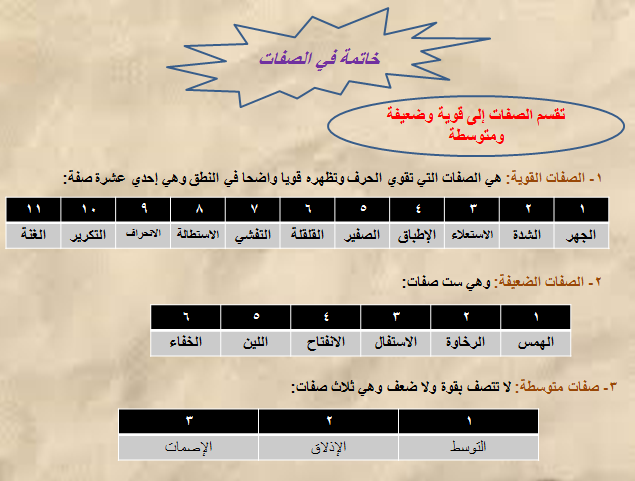 خاتمة في الصفات
تقسم الصفات إلى قوية وضعيفة
ومتوسطة
١- الصفات القوية: هي الصفات التي تقوي الحرف وتظهره قويا واضحا في النطق وهي إحدي عشرة صفة:
١ ٢ ٣ ٤ ٥ ٦ ٧ ٨ ٩ ١٠ ١١
الجهر الشدة الاستعلاء الإطباق الصفير القلقلة التفشي الاستطالة الانحراف التكرير الغنة
٢- الصفات الضعيفة: وهي ست صفات:
١ ٢ ٣ ٤ ٥ ٦
الهمس الرخاوة الاستفال الانفتاح اللين الخفاء
٣- صفات متوسطة: لا تتصف بقوة ولا ضعف وهي ثلاث صفات:
١ ٢ ٣
التوسط الإذلاق الإصمات